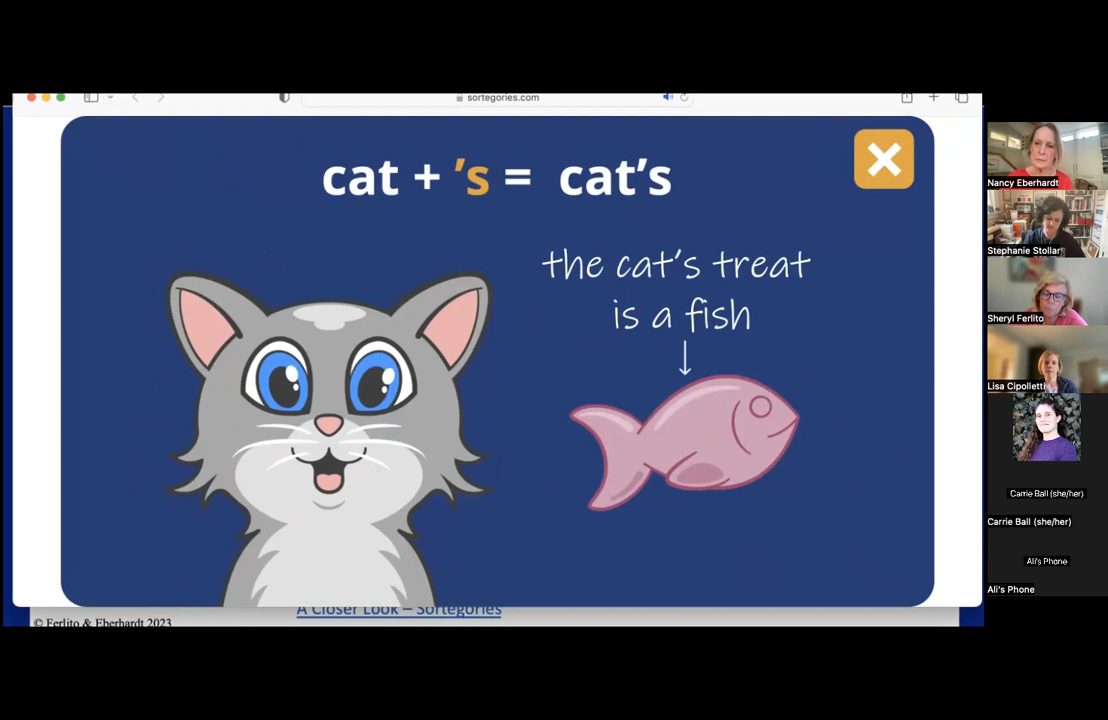 sortegories.com
cat + 's = cat's
the cat's treat
is a fish
A Closer Look – Sortegories
© Ferlito & Eberhardt 2023
Nancy Eberhardt
Stephanie Stollar
Sheryl Ferlito
Lisa Cipolletti
Carrie Ball (she/her)
Carrie Ball (she/her)
Ali's Phone
Ali's Phone